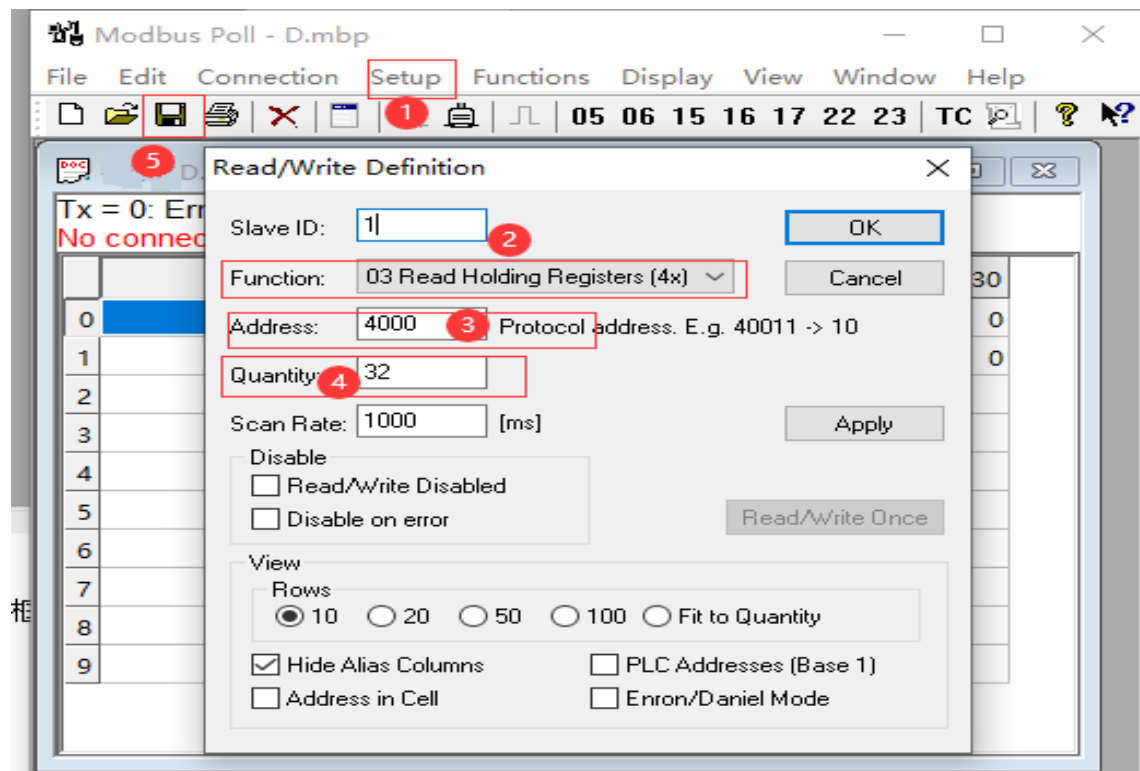 Modbus Poll - D.mbp
File Edit Connection Setup Functions Display View Window Help
1
05 06 15 16 17 22 23 TC
5
D.
Read/Write Definition
Tx = 0: Err
No connec
Slave ID: 1
OK
2
Function: 03 Read Holding Registers (4x)
Cancel
30
0 0
Address: 4000 3 Protocol address. E.g. 40011 -> 10
1 0
Quantity: 4 32
2
Scan Rate: 1000 [ms]
Apply
3
Disable
4
Read/Write Disabled
5
Disable on error
Read/Write Once
6
View
7
Rows
10 20 50 100 Fit to Quantity
8
9
Hide Alias Columns PLC Addresses (Base 1)
Address in Cell Enron/Daniel Mode